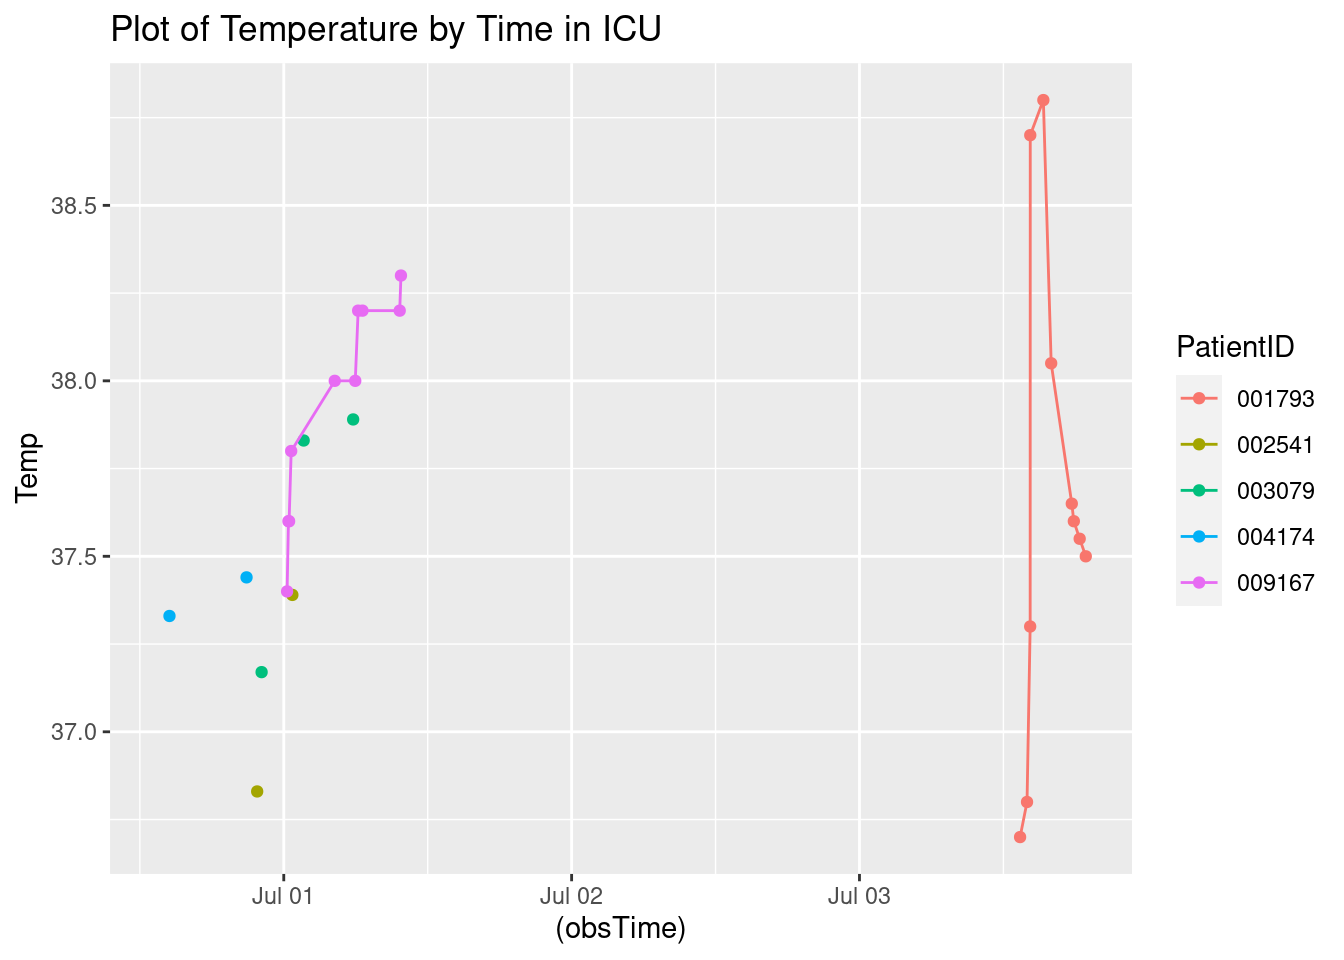 Plot of Temperature by Time in ICU
38.5
38.0
37.5
37.0
Temp
Jul 01
Jul 02
Jul 03
(obsTime)
PatientID
001793
002541
003079
004174
009167